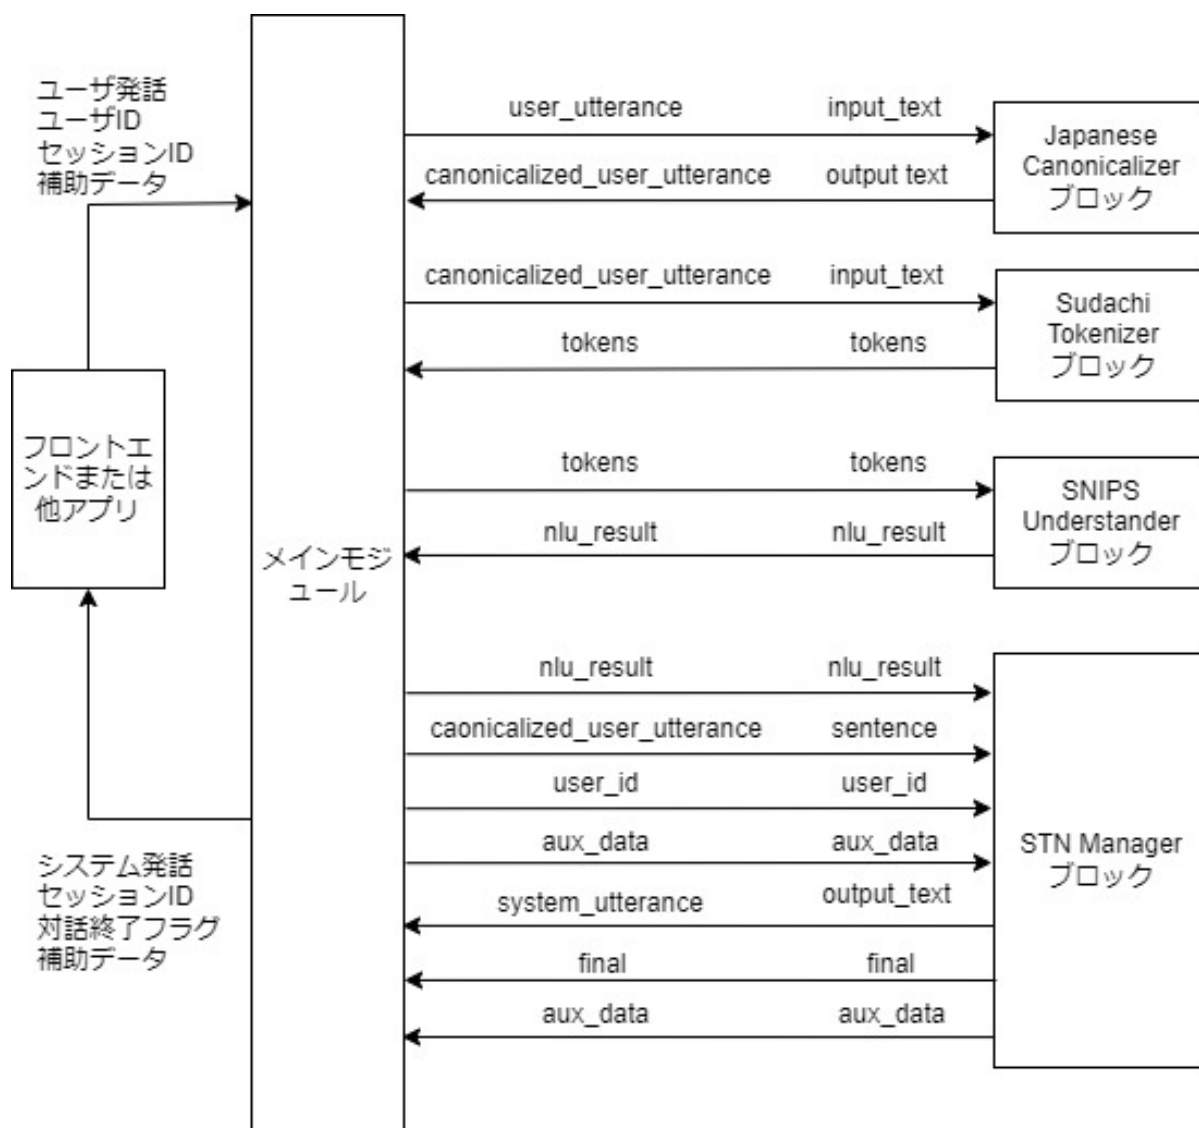 ユーザ発話
ユーザID
セッションID
補助データ
フロントエ
ンドまたは
他アプリ
システム発話
セッションID
対話終了フラグ
補助データ
メインモジ
ュール
user_utterance input_text
canonicalized_user_utterance output text
Japanese
Canonicalizer
ブロック
canonicalized_user_utterance input_text
tokens tokens
Sudachi
Tokenizer
ブロック
tokens tokens
nlu_result nlu_result
SNIPS
Understander
ブロック
nlu_result nlu_result
caonicalized_user_utterance sentence
user_id user_id
aux_data aux_data
system_utterance output_text
final final
aux_data aux_data
STN Manager
ブロック